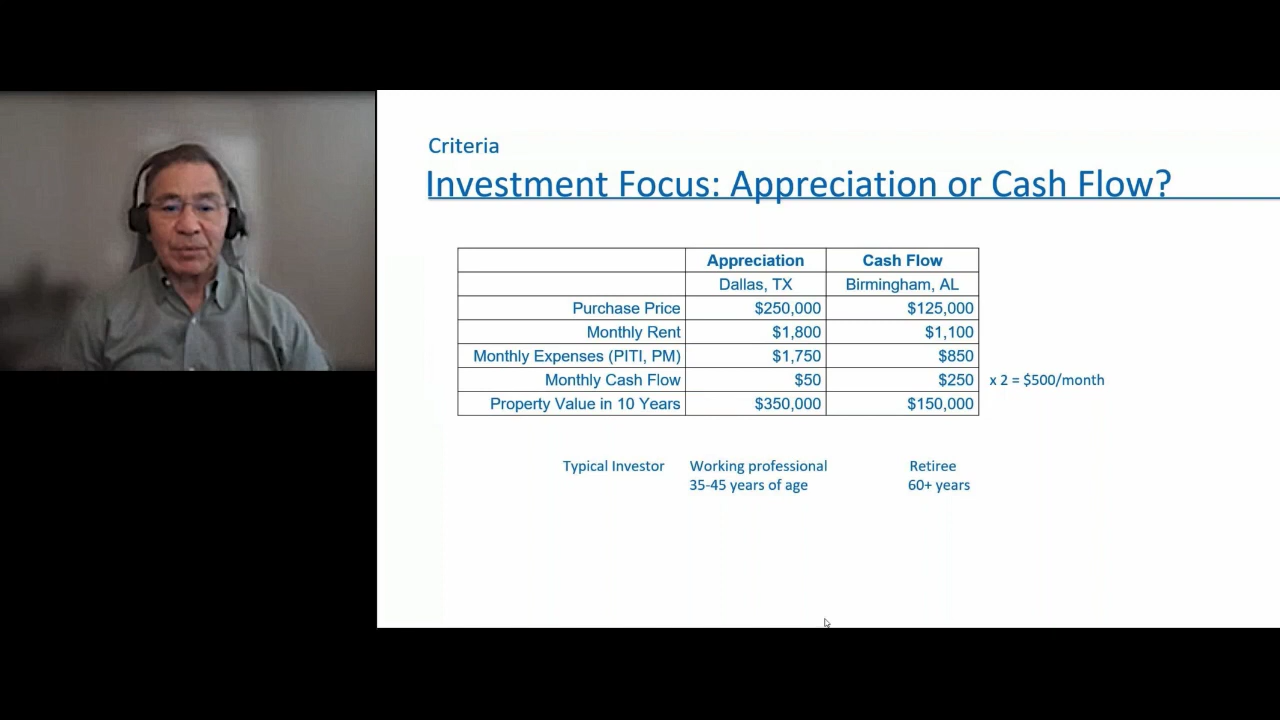 Criteria
Investment Focus: Appreciation or Cash Flow?
Appreciation Cash Flow
Dallas, TX Birmingham, AL
Purchase Price $250,000 $125,000
Monthly Rent $1,800 $1,100
Monthly Expenses (PITI, PM) $1,750 $850
Monthly Cash Flow $50 $250 x 2 = $500/month
Property Value in 10 Years $350,000 $150,000
Typical Investor Working professional Retiree
35-45 years of age 60+ years